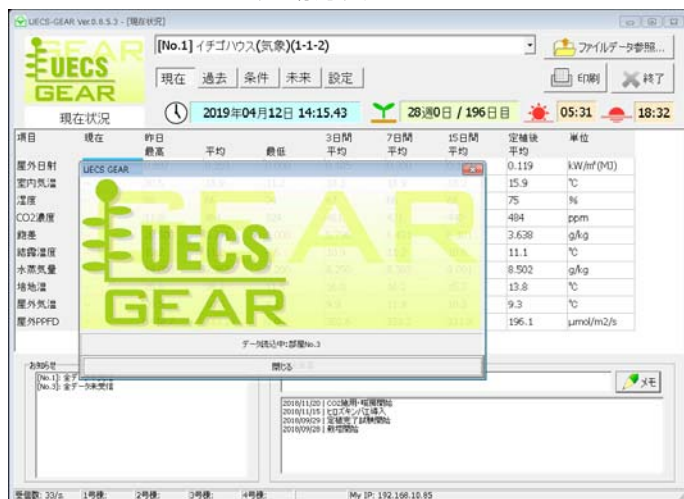 UECS-GEAR Ver.0.8.5.3 - [現在状況]
UECS GEAR
[No.1] イチゴハウス(気象)(1-1-2)
ファイルデータ参照...
現在 過去 条件 未来 設定
印刷 終了
現在状況
2019年04月12日 14:15.43
28週0日 / 196日目
05:31
18:32
項目 現在 昨日 3日間 7日間 15日間 定植後 単位
最高 平均 最低 平均 平均 平均 平均
屋外日射 0.119 kW/㎡(MJ)
室内気温 15.9 ℃
湿度 75 %
CO2濃度 484 ppm
飽差 3.638 g/kg
結露温度 11.1 ℃
水蒸気量 8.502 g/kg
培地温 13.8 ℃
屋外気温 9.3 ℃
屋外PPFD 196.1 μmol/m2/s
UECS GEAR
UECS
GEAR
データ読込中:部屋No.3
閉じる
お知らせ
[No.3]: 全データ未受信
メモ
2018/11/20 | CO2施用・暖房開始
2018/11/15 | ヒロズキンバエ導入
2018/09/29 | 定植完了試験開始
2018/09/28 | 栽培開始
受信数: 33/s 1号棟: 2号棟: 3号棟: 4号棟: My IP: 192.168.10.85